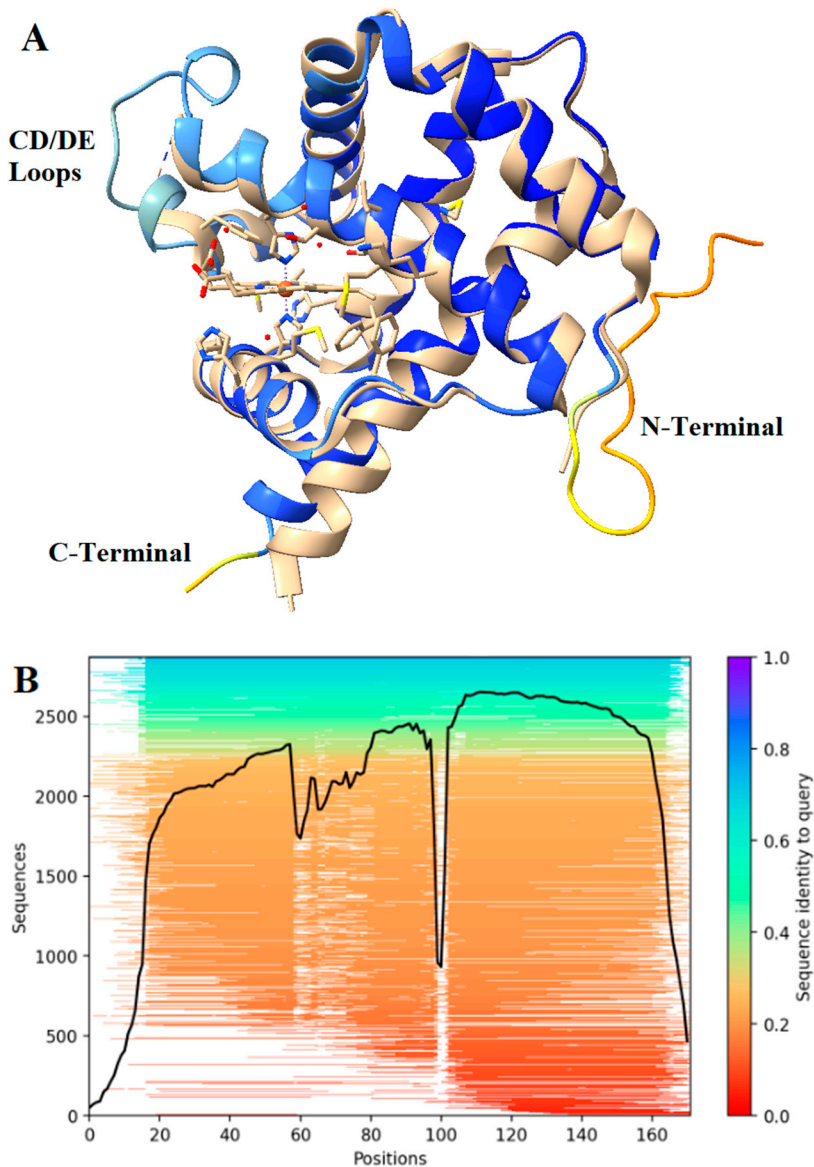 A
CD/DE
Loops
N-Terminal
C-Terminal
B
2500
2000
1500
1000
500
0
Sequences
0 20 40 60 80 100 120 140 160
Positions
1.0
0.8
0.6
0.4
0.2
0.0
Sequence identity to query